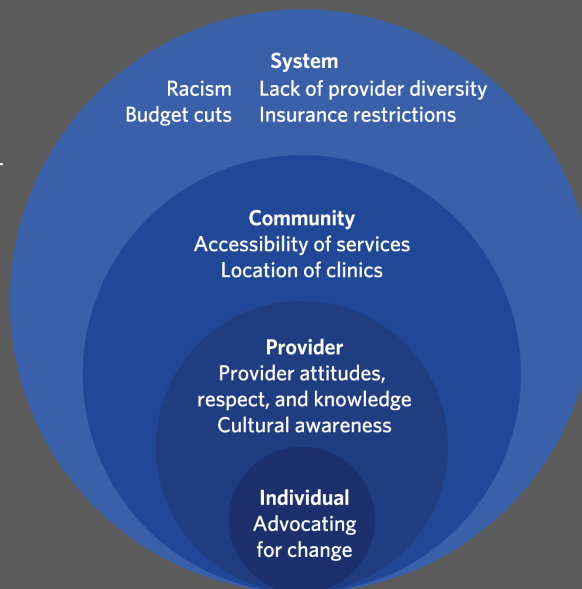 System
Racism Lack of provider diversity
Budget cuts Insurance restrictions
Community
Accessibility of services
Location of clinics
Provider
Provider attitudes,
respect, and knowledge
Cultural awareness
Individual
Advocating
for change